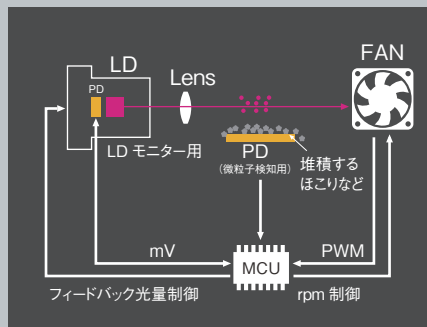 FAN
LD
Lens
PD
LD モニター用
PD
(微粒子検知用)
堆積する
ほこりなど
mV
MCU
PWM
フィードバック光量制御
rpm 制御